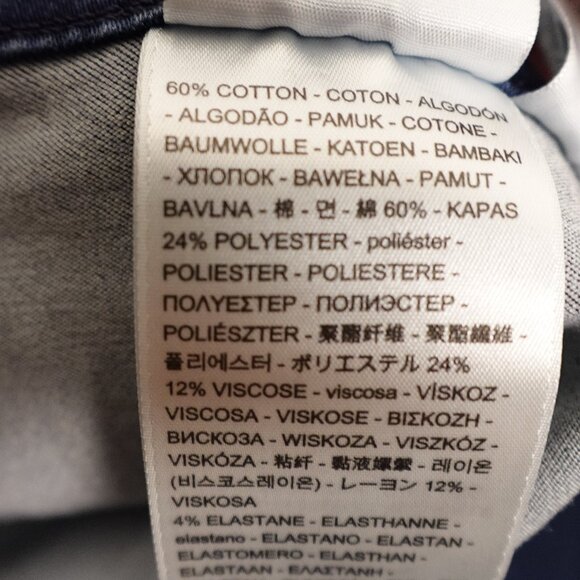 60% COTTON - COTON - ALGODÓN
- ALGODÃO - PAMUK - COTONE -
BAUMWOLLE - KATOEN - BAMBAKI
- ХЛОПОК - BAWEŁNA - PAMUT -
BAVLNA - 棉 - 면 - 綿 60% - KAPAS
24% POLYESTER - poliéster -
POLIESTER - POLIESTERE -
ΠΟΛΥΕΣΤΕΡ - ПОЛИЭСТЕР -
POLIÉSZTER - 聚酯纤维 - 聚酯纖維 -
폴리에스터 - ポリエステル 24%
12% VISCOSE - viscosa - VİSKOZ -
VISCOSA - VISKOSE - ΒΙΣΚΟΖΗ -
ВИСКОЗА - WISKOZA - VISZKÓZ -
VISKÓZA - 粘纤 - 黏液嫘縈 - 레이온
(비스코스레이온) - レーヨン 12% -
VISKOSA
4% ELASTANE - ELASTHANNE -
elastano - ELASTANO - ELASTAN -
ELASTOMERO - ELASTHAN -
ELASTAAN - ELASTAN -